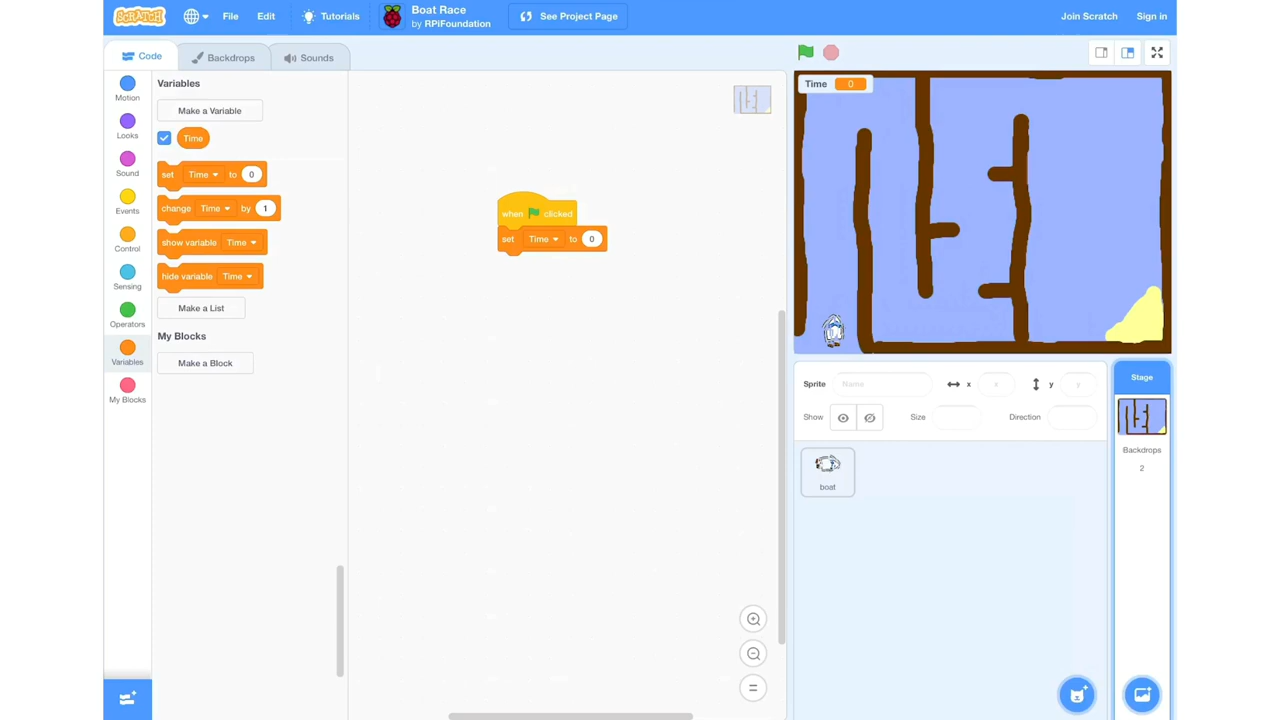 SCRATCH
File
Edit
Tutorials
Boat Race
by RPiFoundation
See Project Page
Join Scratch
Sign in
Code
Backdrops
Sounds
Motion
Looks
Sound
Events
Control
Sensing
Operators
Variables
My Blocks
Variables
Make a Variable
Time
set Time to 0
change Time by 1
show variable Time
hide variable Time
Make a List
My Blocks
Make a Block
when clicked
set Time to 0
Time 0
Sprite Name x x y y
Show Size Direction
boat
Stage
Backdrops
2